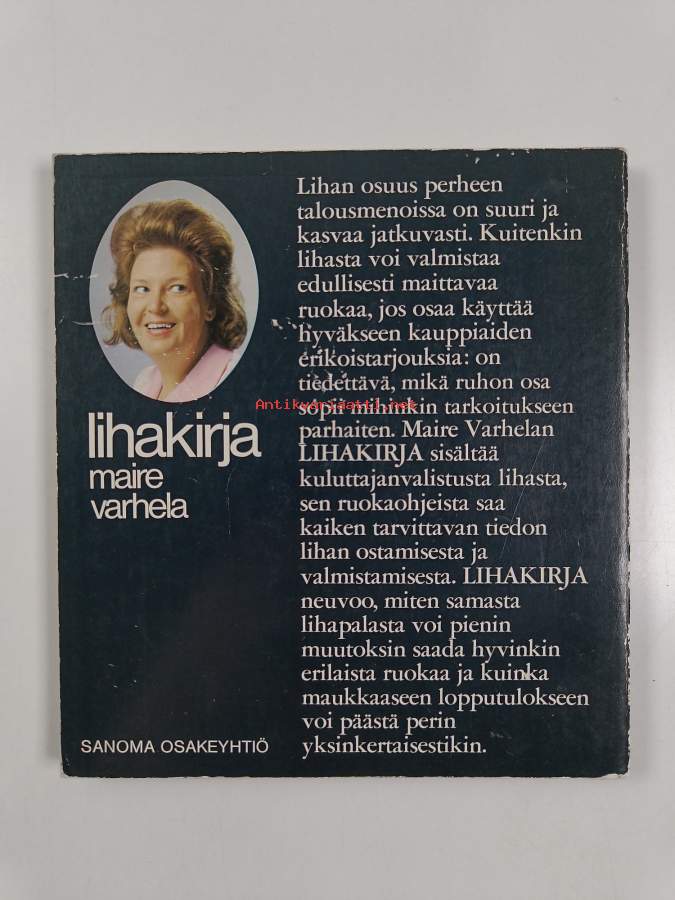 lihakirja
maire
varhela
SANOMA OSAKEYHTIÖ
Lihan osuus perheen
talousmenoissa on suuri ja
kasvaa jatkuvasti. Kuitenkin
lihasta voi valmistaa
edullisesti maittavaa
ruokaa, jos osaa käyttää
hyväkseen kauppiaiden
erikoistarjouksia: on
tiedettävä, mikä ruhon osa
Antikvariaatti.net
sopii mihinkin tarkoitukseen
parhaiten. Maire Varhelan
LIHAKIRJA sisältää
kuluttajanvalistusta lihasta,
sen ruokaohjeista saa
kaiken tarvittavan tiedon
lihan ostamisesta ja
valmistamisesta. LIHAKIRJA
neuvoo, miten samasta
lihapalasta voi pienin
muutoksin saada hyvinkin
erilaista ruokaa ja kuinka
maukkaaseen lopputulokseen
voi päästä perin
yksinkertaisestikin.